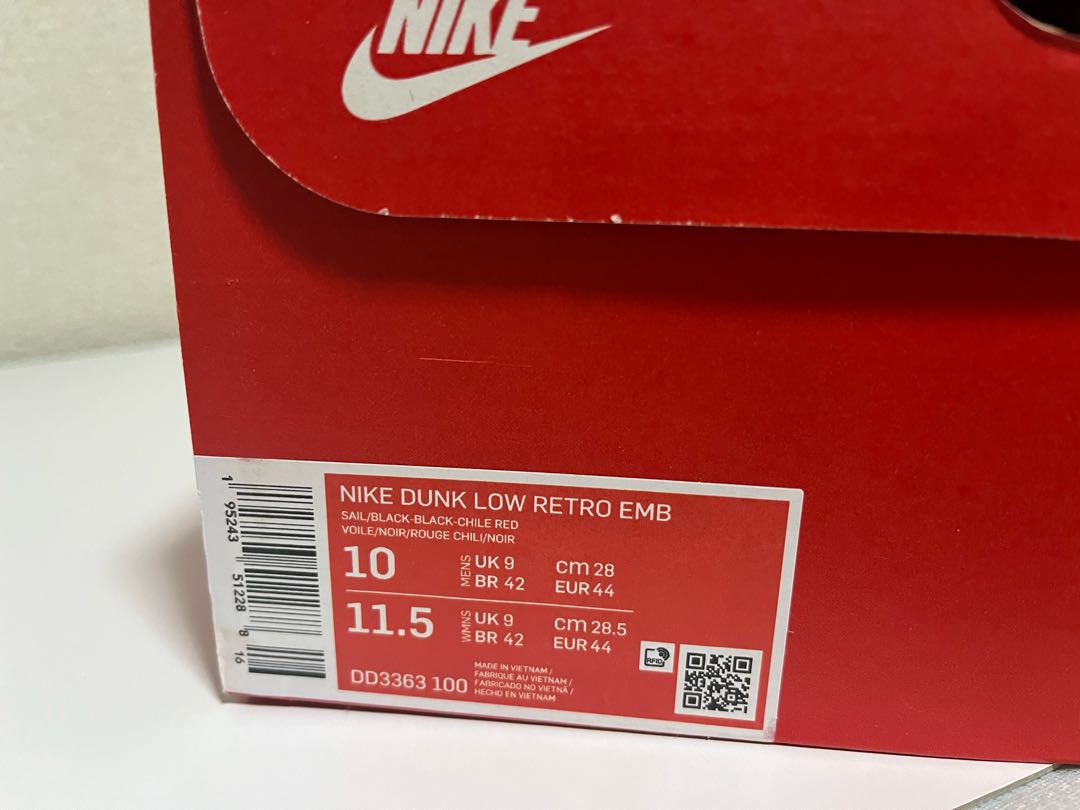 NIKE
NIKE DUNK LOW RETRO EMB
SAIL/BLACK-BLACK-CHILE RED
VOILE/NOIR/ROUGE CHILI/NOIR
10 MENS UK 9 cm 28
BR 42 EUR 44
11.5 WMNS UK 9 cm 28.5
BR 42 EUR 44
DD3363 100
MADE IN VIETNAM /
FABRIQUE AU VIETNAM /
FABRICADO NO VIETNÃ /
HECHO EN VIETNAM
RFID
1 95243 51228 8 16